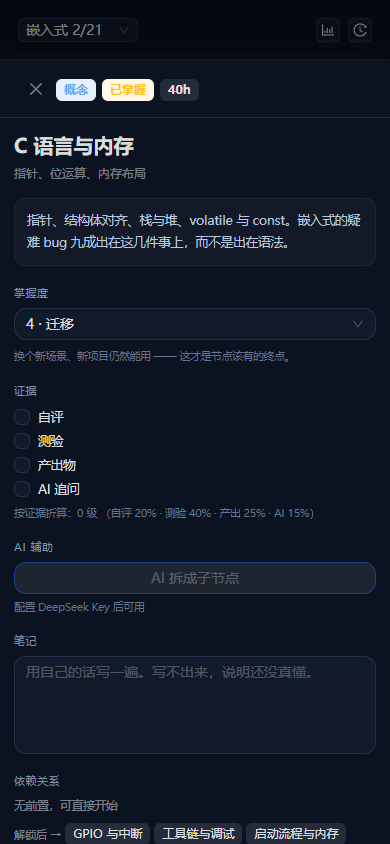 嵌入式 2/21
概念 已掌握 40h
C 语言与内存
指针、位运算、内存布局
指针、结构体对齐、栈与堆、volatile 与 const。嵌入式的疑
难 bug 九成出在这几件事上，而不是出在语法。
掌握度
4 · 迁移
换个新场景、新项目仍然能用 —— 这才是节点该有的终点。
证据
自评
测验
产出物
AI 追问
按证据折算：0 级 （自评 20% · 测验 40% · 产出 25% · AI 15%）
AI 辅助
AI 拆成子节点
配置 DeepSeek Key 后可用
笔记
用自己的话写一遍。写不出来，说明还没真懂。
依赖关系
无前置，可直接开始
解锁后 → GPIO 与中断 工具链与调试 启动流程与内存